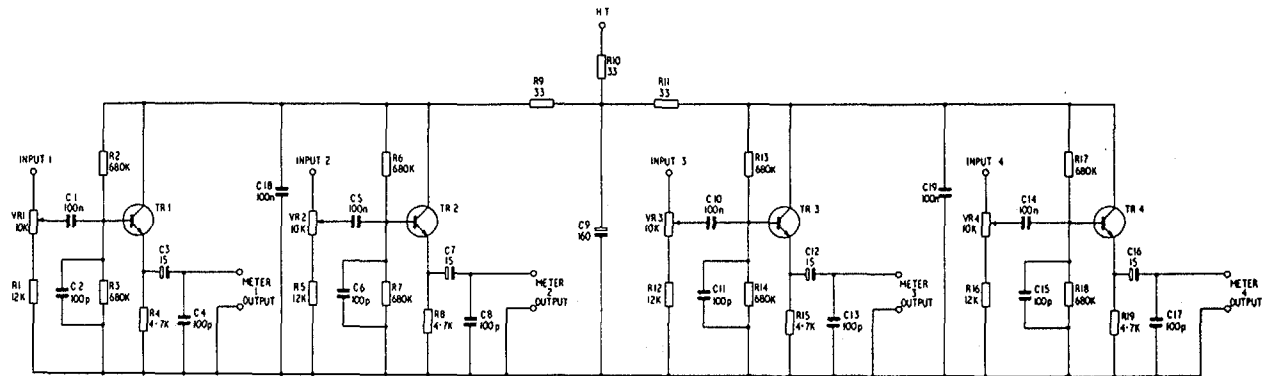 HT
R10
33
R9
33
R11
33
INPUT 1
R2
680K
C1
100n
VR1
10K
TR1
C3
15
R1
12K
C2
100p
R3
680K
R4
4·7K
C4
100p
METER
1
OUTPUT
C18
100n
INPUT 2
R6
680K
C5
100n
VR2
10K
TR2
C7
15
R5
12K
C6
100p
R7
680K
R8
4·7K
C8
100p
METER
2
OUTPUT
C9
160
INPUT 3
R13
680K
C10
100n
VR3
10K
TR3
C12
15
R12
12K
C11
100p
R14
680K
R15
4·7K
C13
100p
METER
3
OUTPUT
C19
100n
INPUT 4
R17
680K
C14
100n
VR4
10K
TR4
C16
15
R16
12K
C15
100p
R18
680K
R19
4·7K
C17
100p
METER
4
OUTPUT